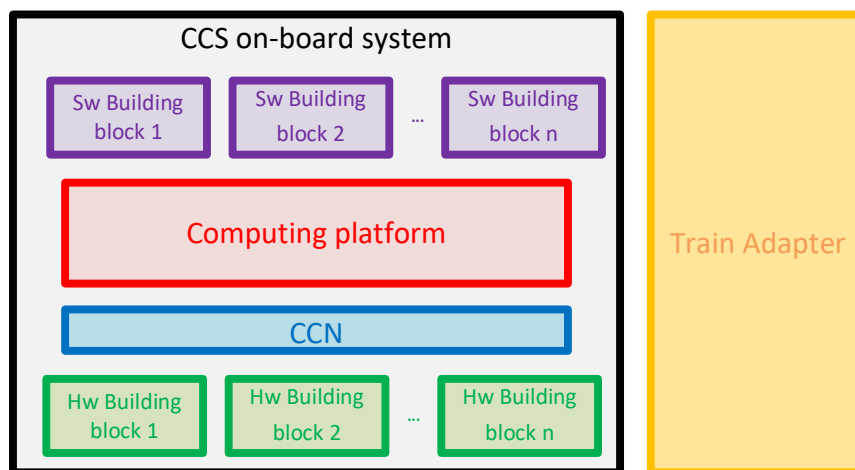 CCS on-board system
Sw Building
block 1
Sw Building
block 2
...
Sw Building
block n
Computing platform
Train Adapter
CCN
Hw Building
block 1
Hw Building
block 2
...
Hw Building
block n